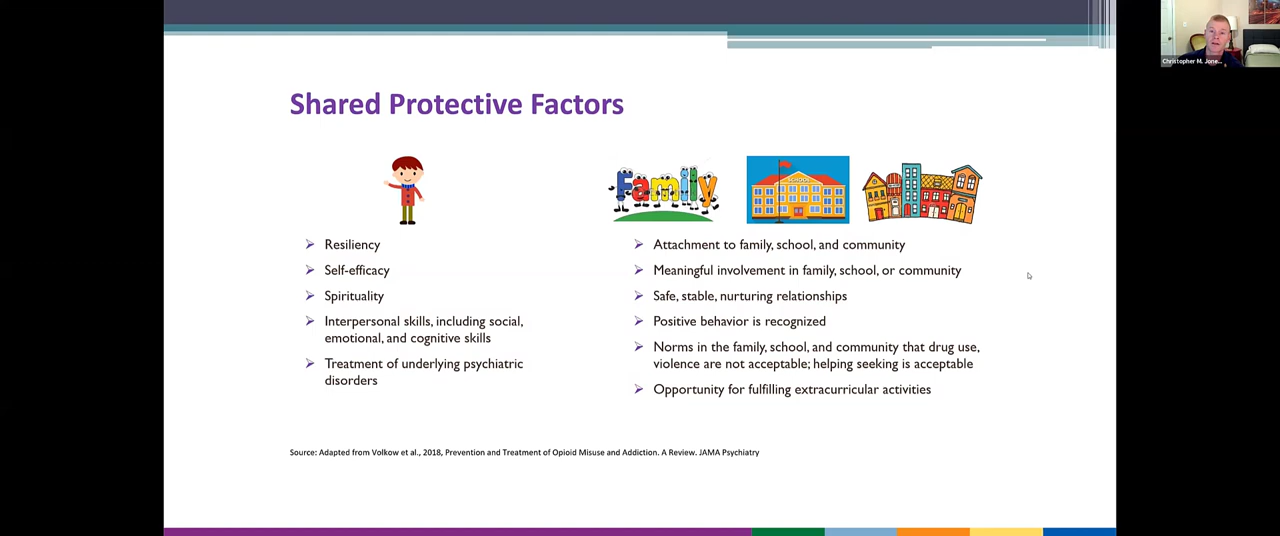 Shared Protective Factors
Family
SCHOOL
Resiliency
Self-efficacy
Spirituality
Interpersonal skills, including social,
emotional, and cognitive skills
Treatment of underlying psychiatric
disorders
Attachment to family, school, and community
Meaningful involvement in family, school, or community
Safe, stable, nurturing relationships
Positive behavior is recognized
Norms in the family, school, and community that drug use,
violence are not acceptable; helping seeking is acceptable
Opportunity for fulfilling extracurricular activities
Source: Adapted from Volkow et al., 2018, Prevention and Treatment of Opioid Misuse and Addiction. A Review. JAMA Psychiatry
Christopher M. Jone...